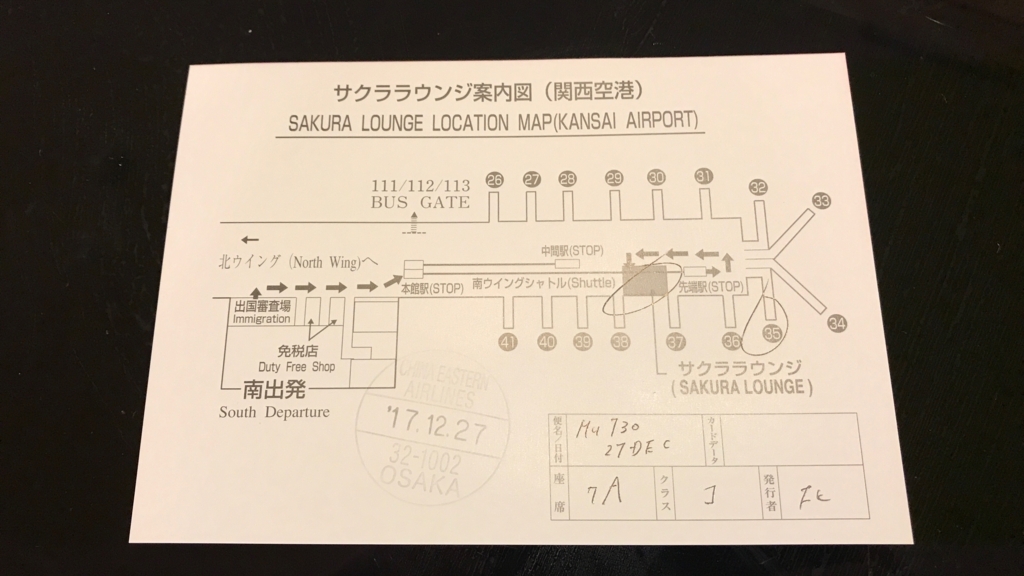 サクララウンジ案内図（関西空港）
SAKURA LOUNGE LOCATION MAP(KANSAI AIRPORT)
111/112/113
BUS GATE
26 27 28 29 30 31 32 33
北ウイング (North Wing)へ
中間駅(STOP)
本館駅(STOP)
南ウイングシャトル(Shuttle)
先端駅(STOP)
出国審査場
Immigration
免税店
Duty Free Shop
41 40 39 38 37 36 35 34
南出発
South Departure
サクララウンジ
(SAKURA LOUNGE)
CHINA EASTERN
AIRLINES
'17.12.27
32-1002
OSAKA
便名/日付 MU 730
27 DEC
カードデータ
座席 7A クラス J 発行者